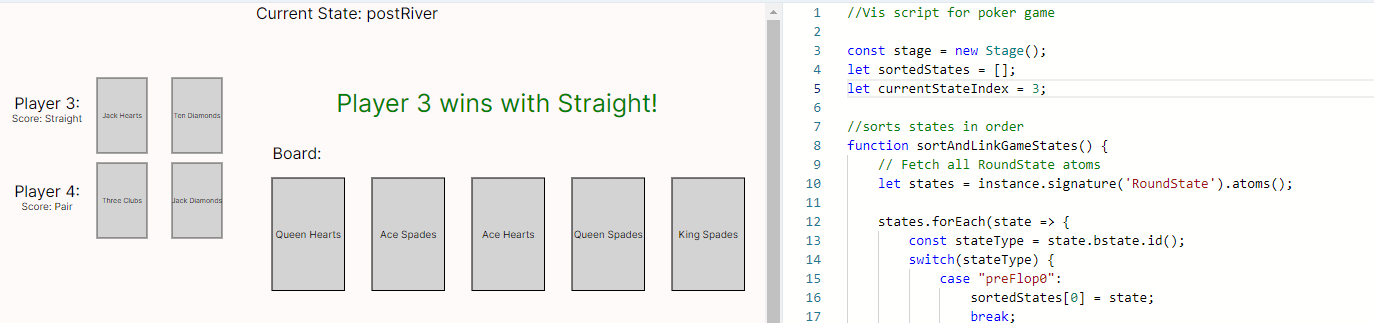 Current State: postRiver
Player 3 wins with Straight!
Player 3:
Score: Straight
Jack Hearts
Ten Diamonds
Player 4:
Score: Pair
Three Clubs
Jack Diamonds
Board:
Queen Hearts
Ace Spades
Ace Hearts
Queen Spades
King Spades
1 //Vis script for poker game
2
3 const stage = new Stage();
4 let sortedStates = [];
5 let currentStateIndex = 3;
6
7 //sorts states in order
8 function sortAndLinkGameStates() {
9 // Fetch all RoundState atoms
10 let states = instance.signature('RoundState').atoms();
11
12 states.forEach(state => {
13 const stateType = state.bstate.id();
14 switch(stateType) {
15 case "preFlop0":
16 sortedStates[0] = state;
17 break;